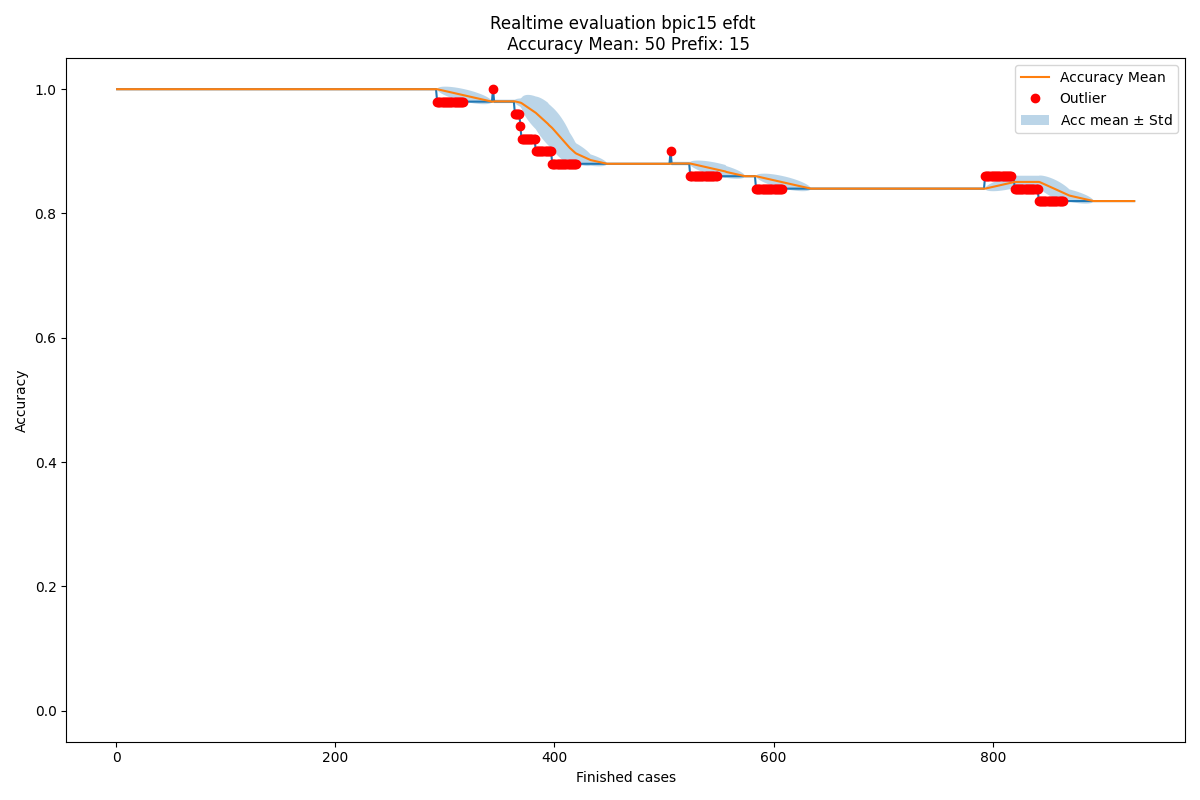 Realtime evaluation bpic15 efdt
Accuracy Mean: 50 Prefix: 15
Accuracy Mean
Outlier
Acc mean ± Std
1.0
0.8
0.6
0.4
0.2
0.0
Accuracy
0 200 400 600 800
Finished cases